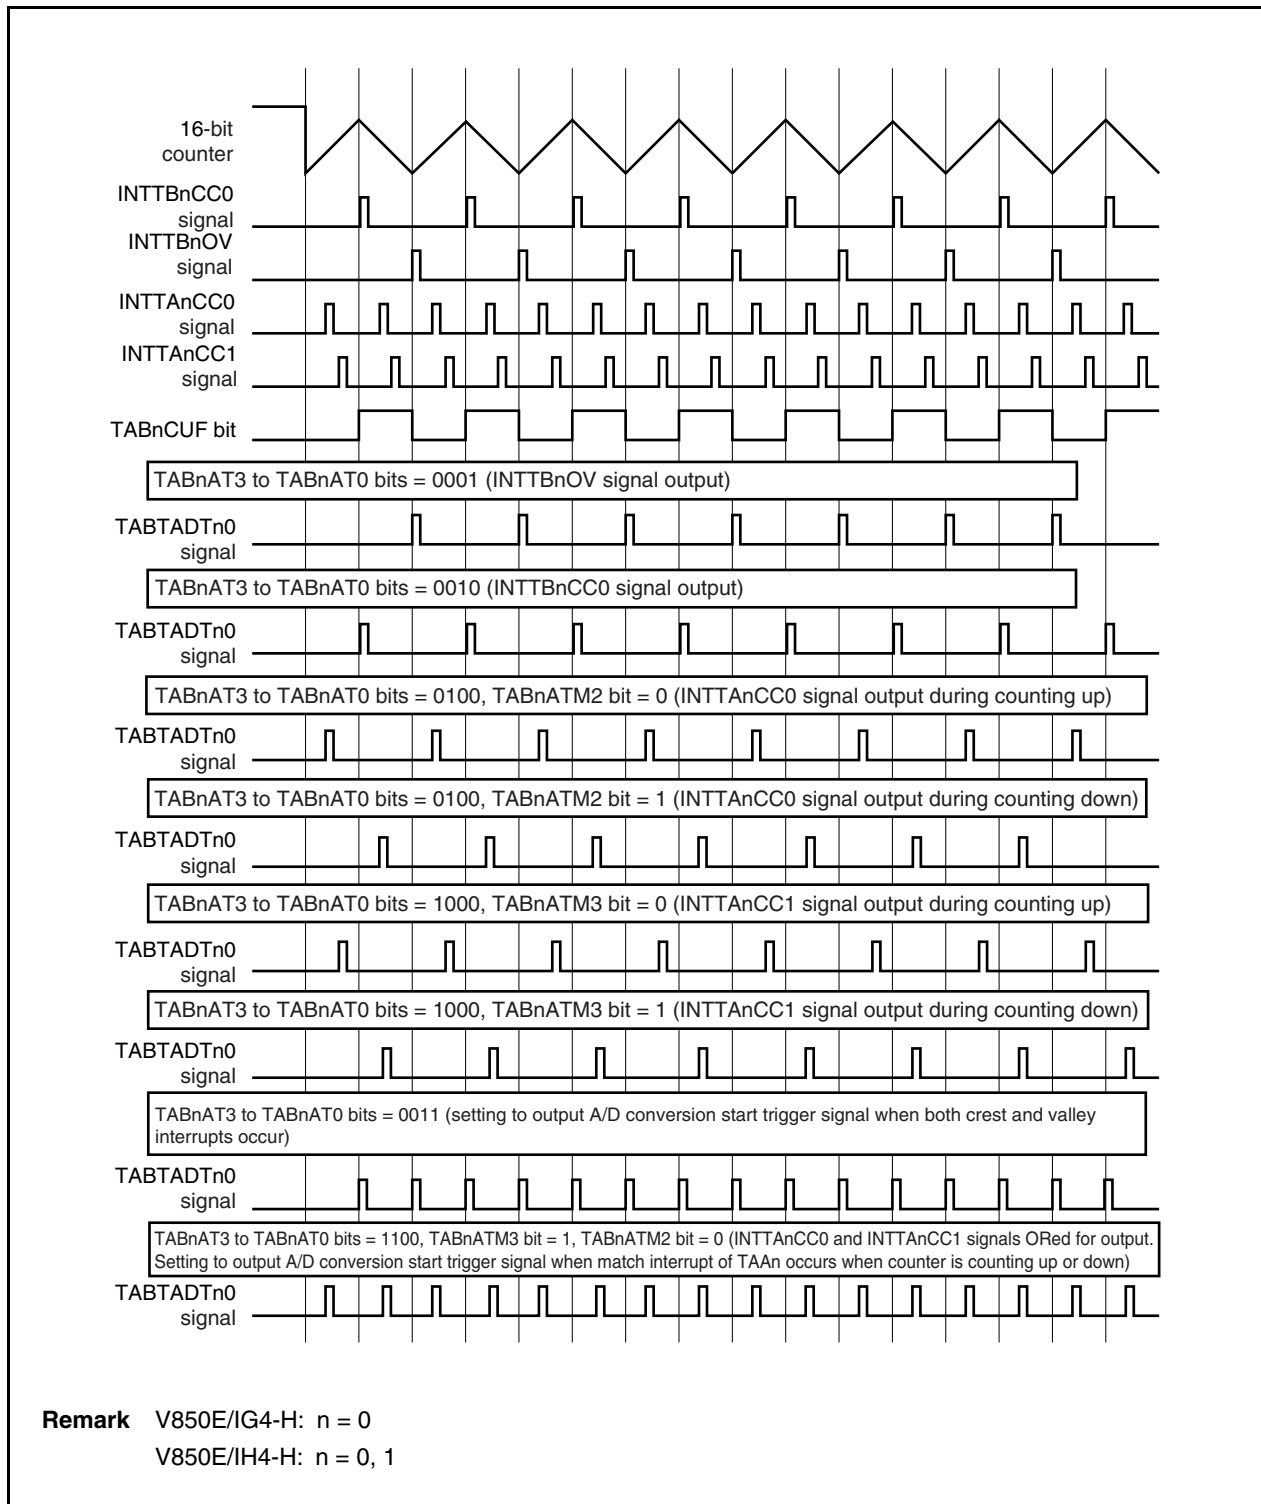 16-bit
counter
INTTBnCC0
signal
INTTBnOV
signal
INTTAnCC0
signal
INTTAnCC1
signal
TABnCUF bit
TABnAT3 to TABnAT0 bits = 0001 (INTTBnOV signal output)
TABTADTn0
signal
TABnAT3 to TABnAT0 bits = 0010 (INTTBnCC0 signal output)
TABTADTn0
signal
TABnAT3 to TABnAT0 bits = 0100, TABnATM2 bit = 0 (INTTAnCC0 signal output during counting up)
TABTADTn0
signal
TABnAT3 to TABnAT0 bits = 0100, TABnATM2 bit = 1 (INTTAnCC0 signal output during counting down)
TABTADTn0
signal
TABnAT3 to TABnAT0 bits = 1000, TABnATM3 bit = 0 (INTTAnCC1 signal output during counting up)
TABTADTn0
signal
TABnAT3 to TABnAT0 bits = 1000, TABnATM3 bit = 1 (INTTAnCC1 signal output during counting down)
TABTADTn0
signal
TABnAT3 to TABnAT0 bits = 0011 (setting to output A/D conversion start trigger signal when both crest and valley
interrupts occur)
TABTADTn0
signal
TABnAT3 to TABnAT0 bits = 1100, TABnATM3 bit = 1, TABnATM2 bit = 0 (INTTAnCC0 and INTTAnCC1 signals ORed for output.
Setting to output A/D conversion start trigger signal when match interrupt of TAAn occurs when counter is counting up or down)
TABTADTn0
signal
Remark V850E/IG4-H: n = 0
V850E/IH4-H: n = 0, 1